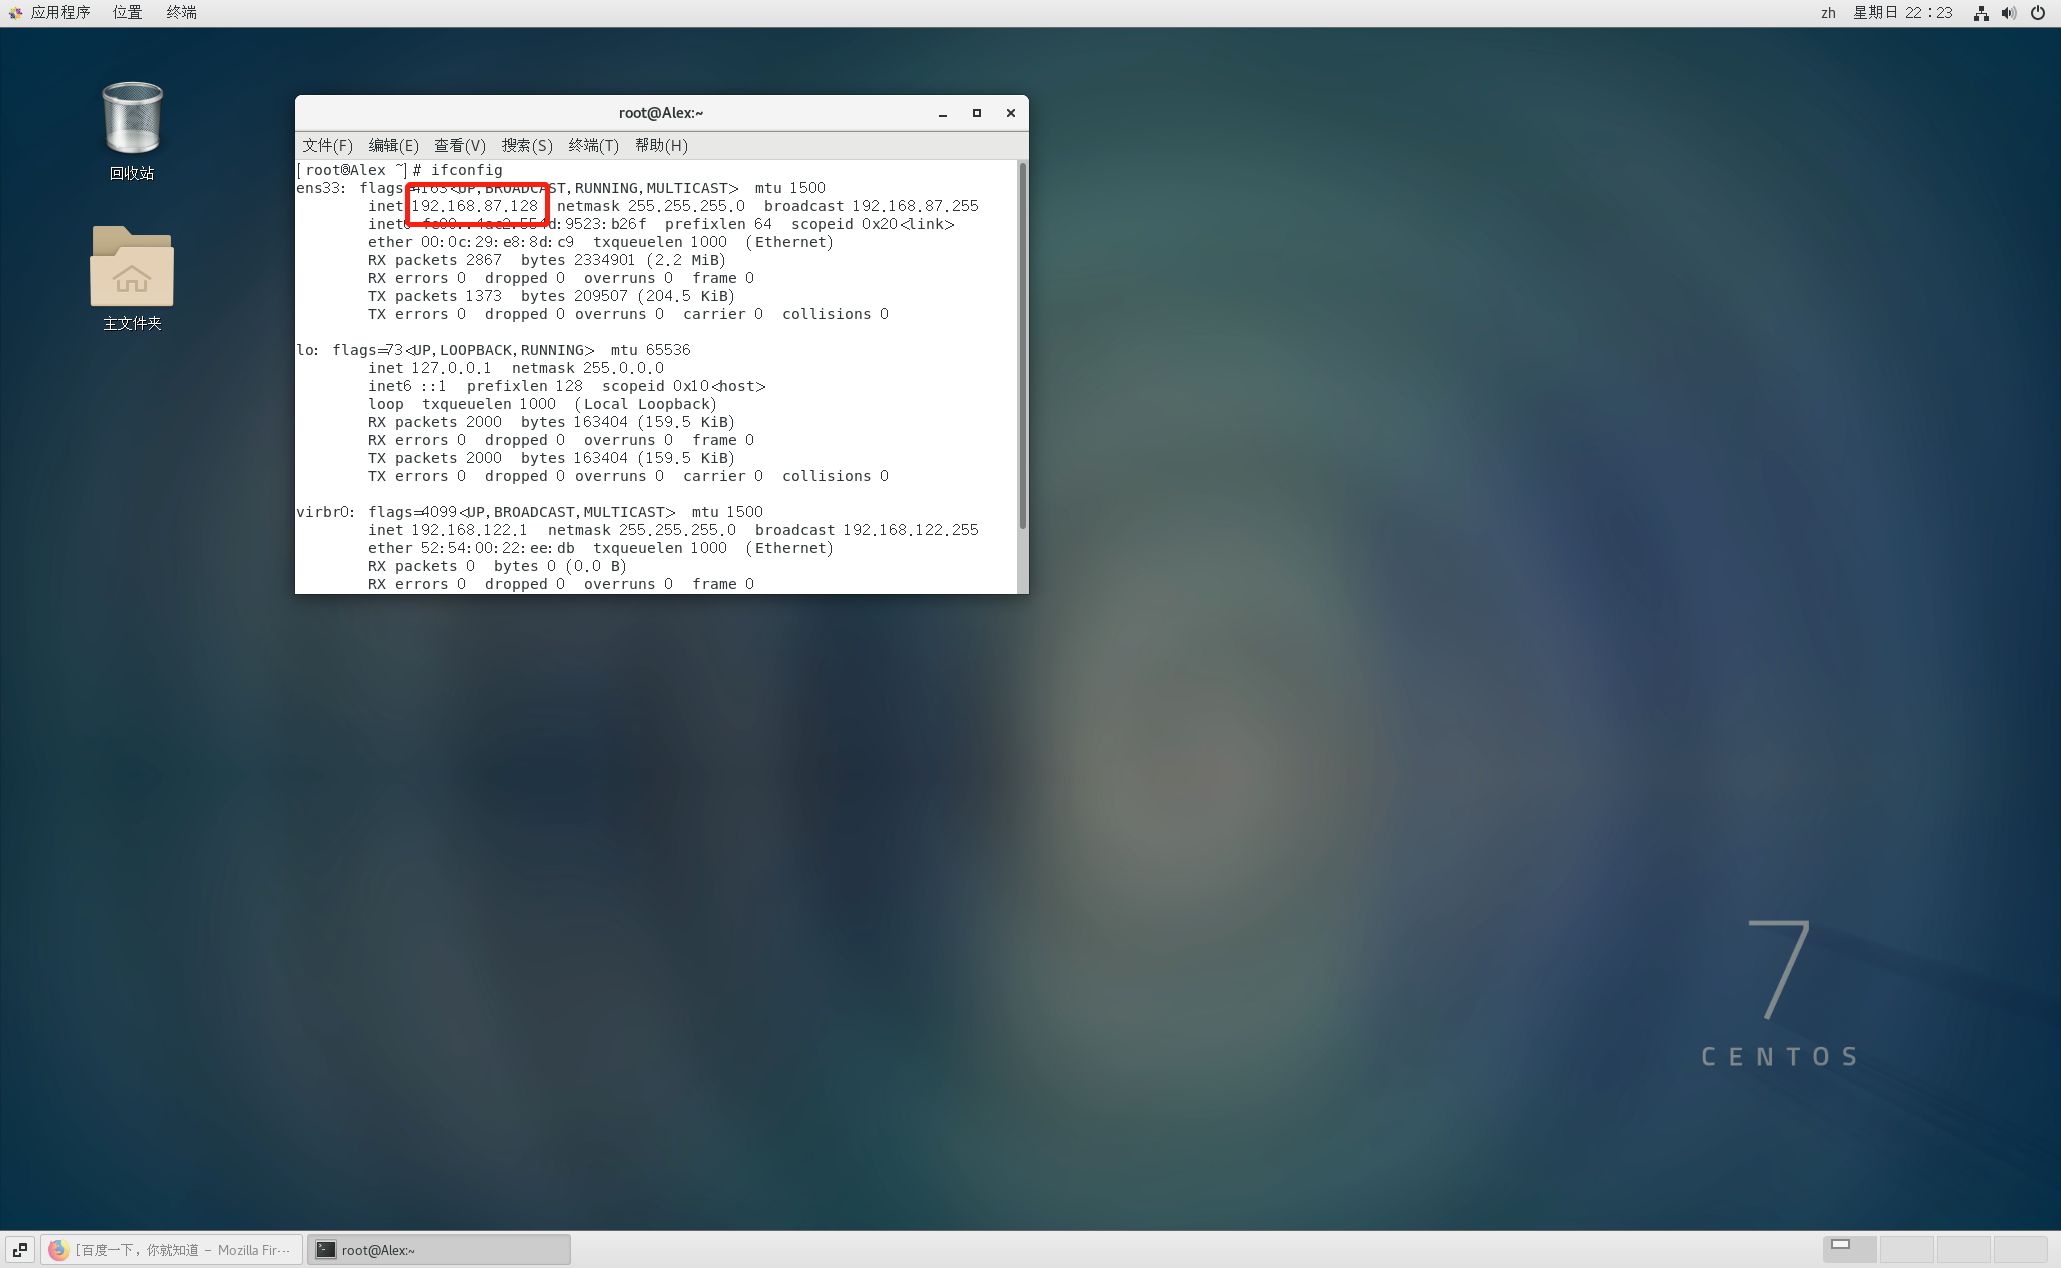 应用程序 位置 终端 zh 星期日 22：23
回收站
主文件夹
root@Alex:~
文件(F) 编辑(E) 查看(V) 搜索(S) 终端(T) 帮助(H)
[root@Alex ~]# ifconfig
ens33: flags=4163<UP,BROADCAST,RUNNING,MULTICAST>  mtu 1500
        inet 192.168.87.128  netmask 255.255.255.0  broadcast 192.168.87.255
        inet6 9523:b26f  prefixlen 64  scopeid 0x20<link>
        ether 00:0c:29:e8:8d:c9  txqueuelen 1000  (Ethernet)
        RX packets 2867  bytes 2334901 (2.2 MiB)
        RX errors 0  dropped 0  overruns 0  frame 0
        TX packets 1373  bytes 209507 (204.5 KiB)
        TX errors 0  dropped 0 overruns 0  carrier 0  collisions 0
lo: flags=73<UP,LOOPBACK,RUNNING>  mtu 65536
        inet 127.0.0.1  netmask 255.0.0.0
        inet6 ::1  prefixlen 128  scopeid 0x10<host>
        loop  txqueuelen 1000  (Local Loopback)
        RX packets 2000  bytes 163404 (159.5 KiB)
        RX errors 0  dropped 0  overruns 0  frame 0
        TX packets 2000  bytes 163404 (159.5 KiB)
        TX errors 0  dropped 0 overruns 0  carrier 0  collisions 0
virbr0: flags=4099<UP,BROADCAST,MULTICAST>  mtu 1500
        inet 192.168.122.1  netmask 255.255.255.0  broadcast 192.168.122.255
        ether 52:54:00:22:ee:db  txqueuelen 1000  (Ethernet)
        RX packets 0  bytes 0 (0.0 B)
        RX errors 0  dropped 0  overruns 0  frame 0
7
CENTOS
[百度一下，你就知道 – Mozilla Fir··· root@Alex:~